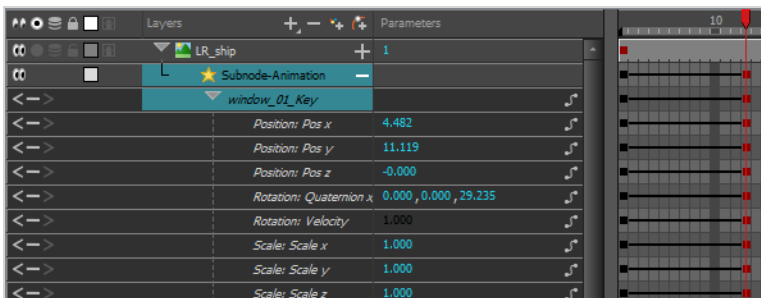 Layers Parameters 10
LR_ship 1
Subnode-Animation
window_01_Key
Position: Pos x 4.482
Position: Pos y 11.119
Position: Pos z -0.000
Rotation: Quaternion x 0.000 , 0.000 , 29.235
Rotation: Velocity 1.000
Scale: Scale x 1.000
Scale: Scale y 1.000
Scale: Scale z 1.000